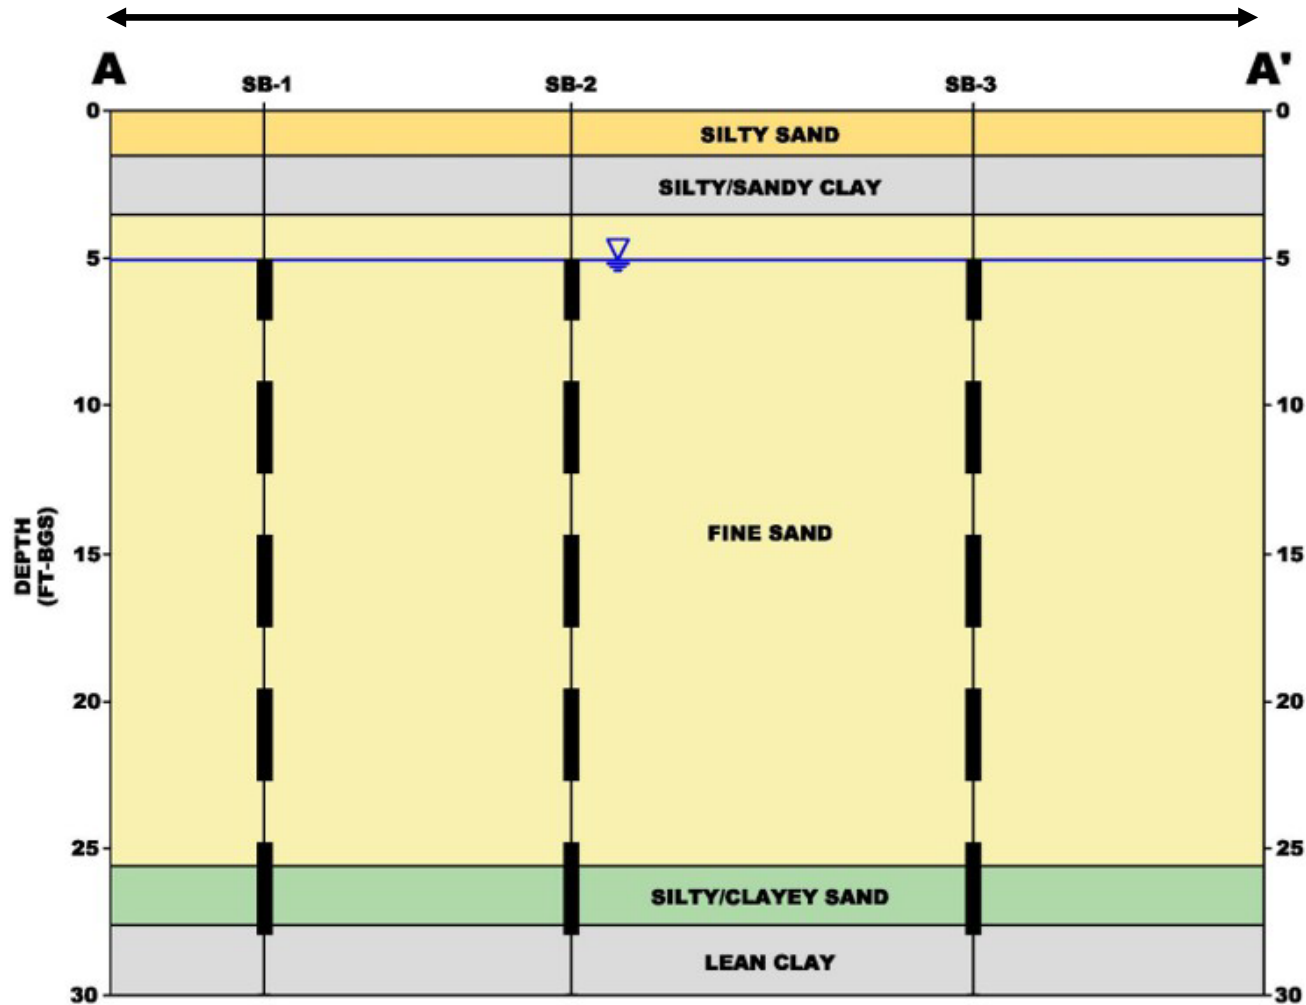 A
A'
SB-1
SB-2
SB-3
0
0
SILTY SAND
SILTY/SANDY CLAY
5
5
10
10
DEPTH
(FT-BGS)
FINE SAND
15
15
20
20
25
25
SILTY/CLAYEY SAND
LEAN CLAY
30
30